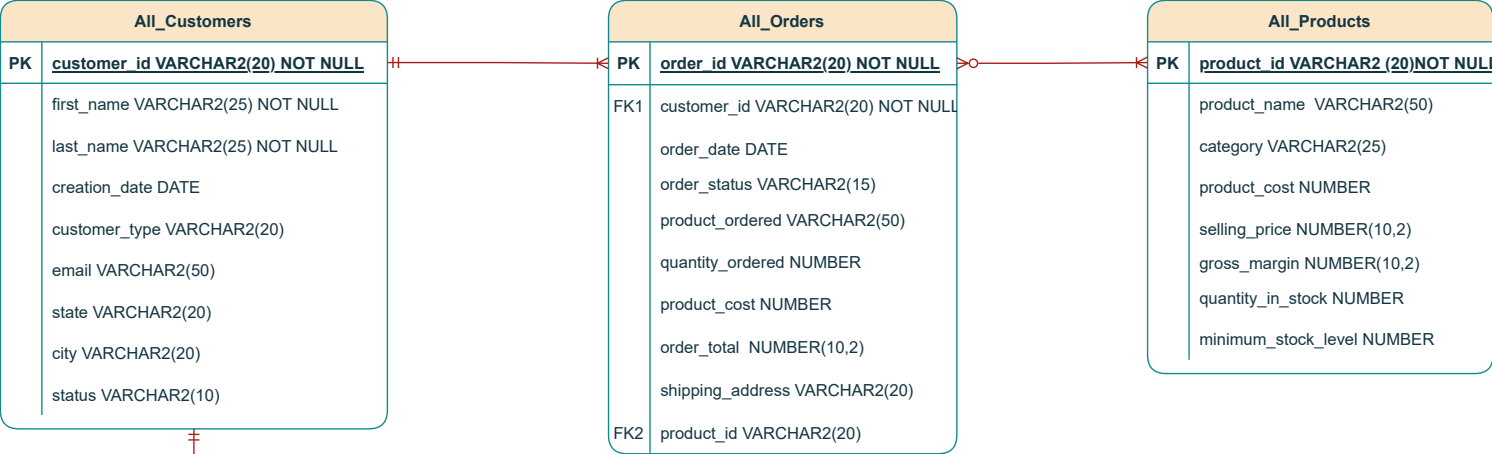 All_Customers
PK customer_id VARCHAR2(20) NOT NULL
first_name VARCHAR2(25) NOT NULL
last_name VARCHAR2(25) NOT NULL
creation_date DATE
customer_type VARCHAR2(20)
email VARCHAR2(50)
state VARCHAR2(20)
city VARCHAR2(20)
status VARCHAR2(10)
All_Orders
PK order_id VARCHAR2(20) NOT NULL
FK1 customer_id VARCHAR2(20) NOT NULL
order_date DATE
order_status VARCHAR2(15)
product_ordered VARCHAR2(50)
quantity_ordered NUMBER
product_cost NUMBER
order_total NUMBER(10,2)
shipping_address VARCHAR2(20)
FK2 product_id VARCHAR2(20)
All_Products
PK product_id VARCHAR2 (20)NOT NULL
product_name VARCHAR2(50)
category VARCHAR2(25)
product_cost NUMBER
selling_price NUMBER(10,2)
gross_margin NUMBER(10,2)
quantity_in_stock NUMBER
minimum_stock_level NUMBER